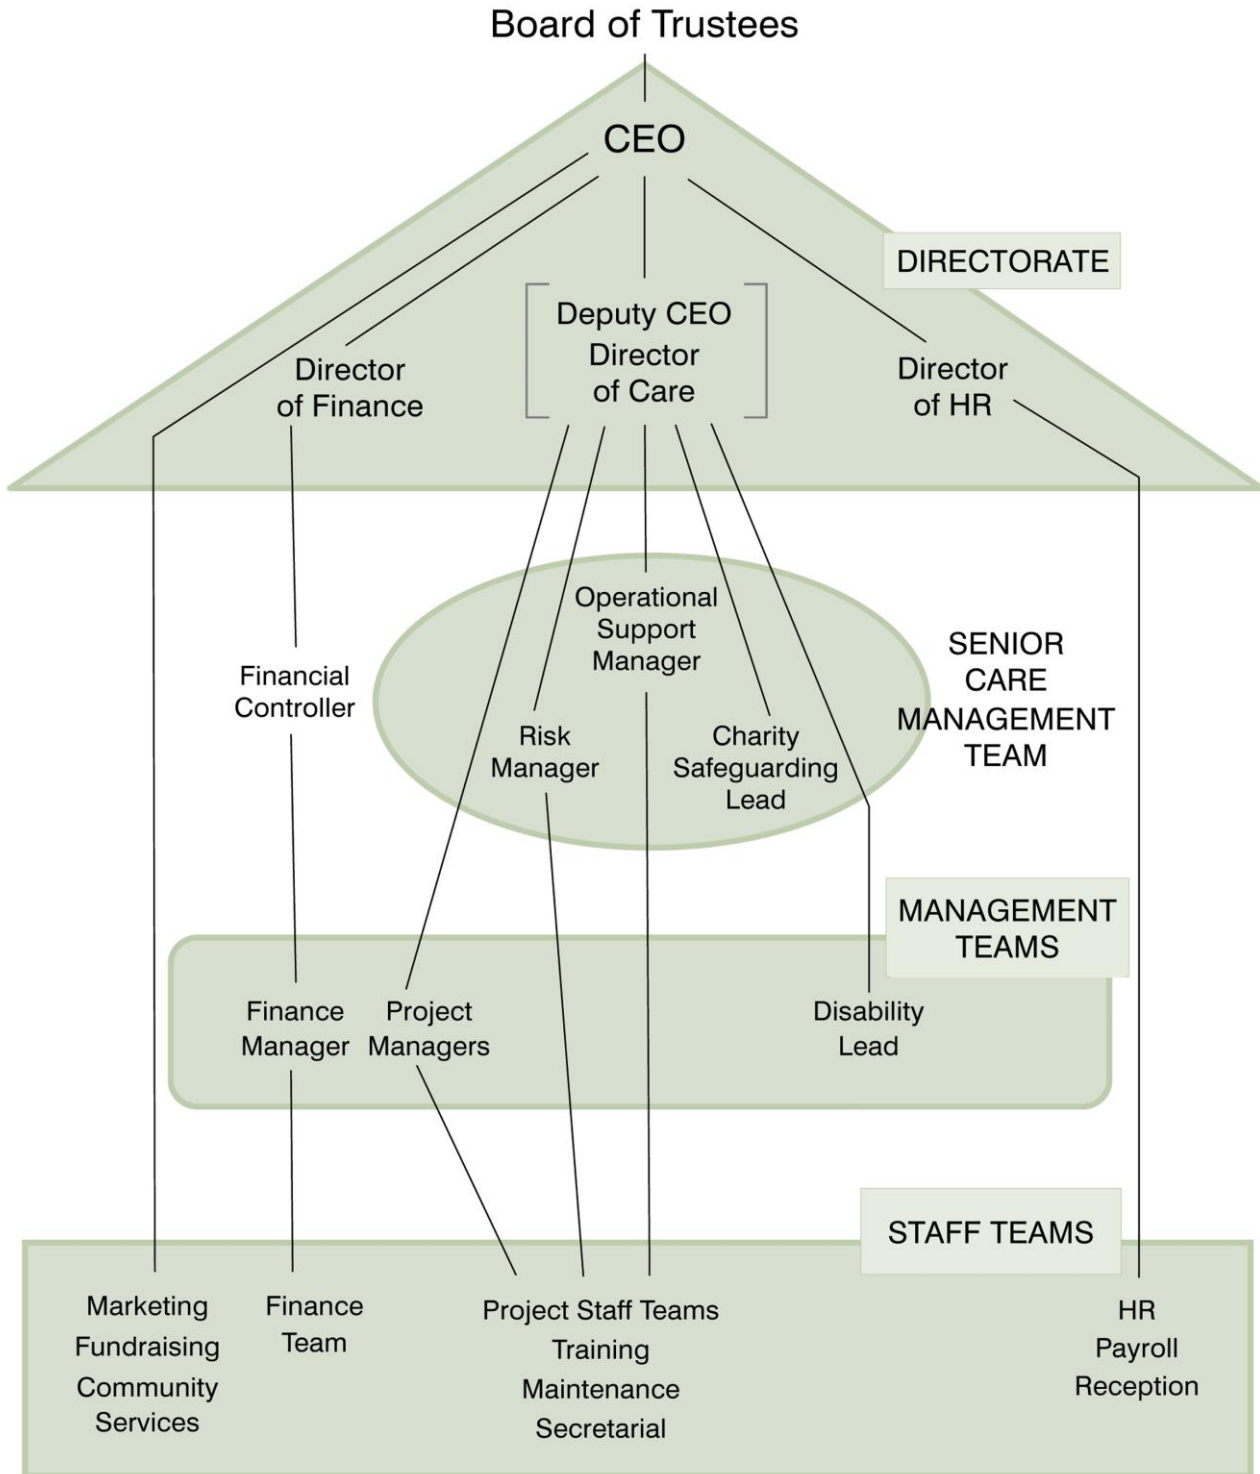 Board of Trustees
CEO
DIRECTORATE
Director
of Finance
Deputy CEO
Director
of Care
Director
of HR
Financial
Controller
Operational
Support
Manager
Risk
Manager
Charity
Safeguarding
Lead
SENIOR
CARE
MANAGEMENT
TEAM
MANAGEMENT
TEAMS
Finance
Manager
Project
Managers
Disability
Lead
STAFF TEAMS
Marketing
Fundraising
Community
Services
Finance
Team
Project Staff Teams
Training
Maintenance
Secretarial
HR
Payroll
Reception